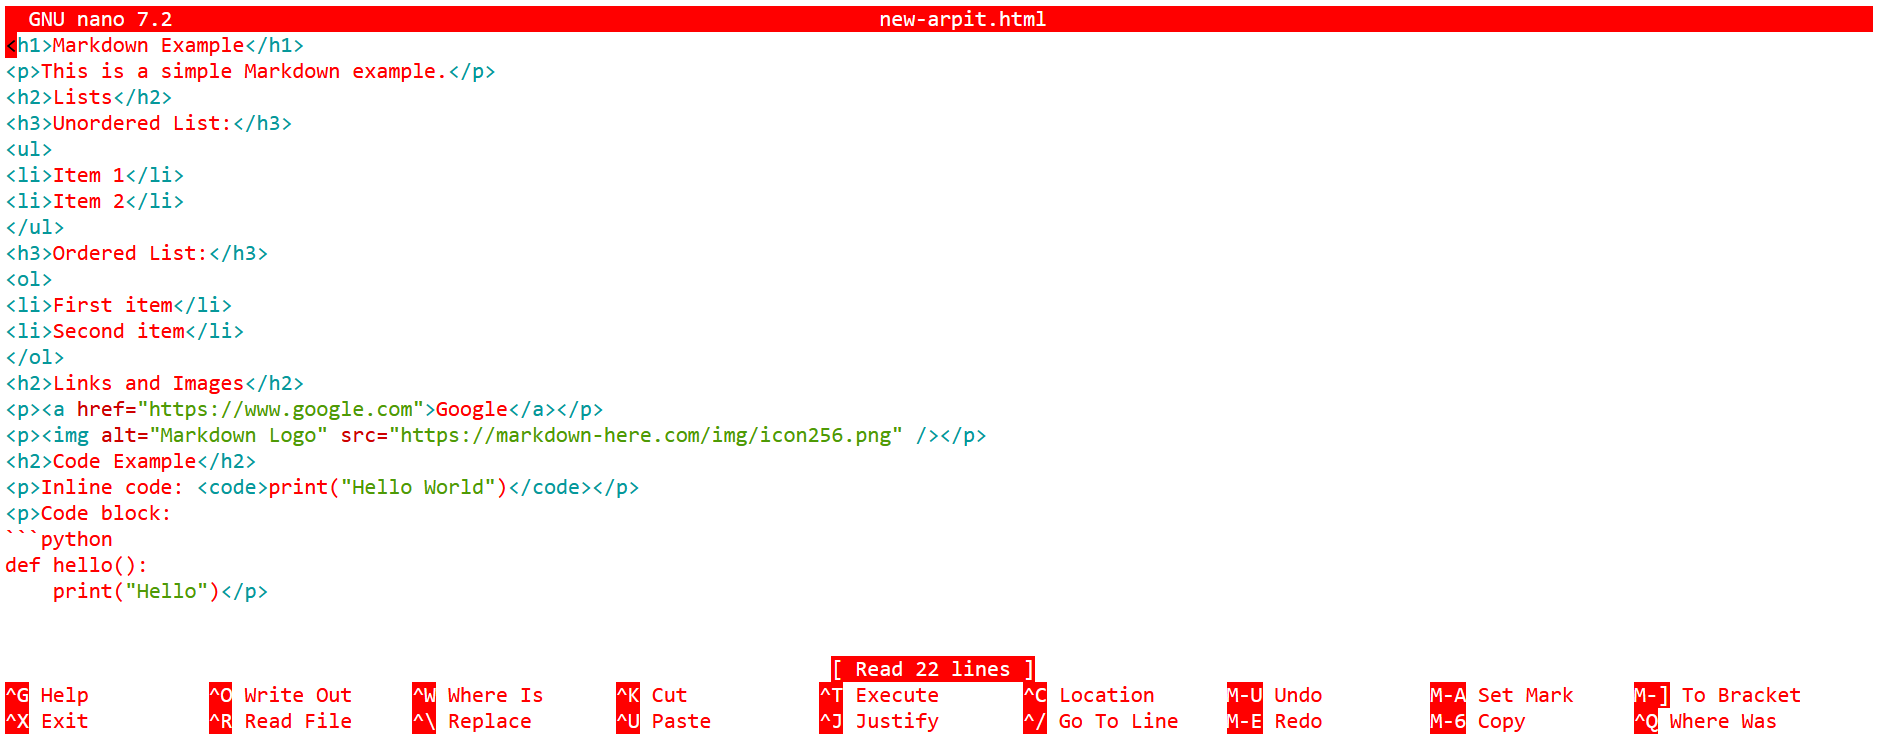 GNU nano 7.2 new-arpit.html
<h1>Markdown Example</h1>
<p>This is a simple Markdown example.</p>
<h2>Lists</h2>
<h3>Unordered List:</h3>
<ul>
<li>Item 1</li>
<li>Item 2</li>
</ul>
<h3>Ordered List:</h3>
<ol>
<li>First item</li>
<li>Second item</li>
</ol>
<h2>Links and Images</h2>
<p><a href="https://www.google.com">Google</a></p>
<p><img alt="Markdown Logo" src="https://markdown-here.com/img/icon256.png" /></p>
<h2>Code Example</h2>
<p>Inline code: <code>print("Hello World")</code></p>
<p>Code block:
```python
def hello():
    print("Hello")</p>
[ Read 22 lines ]
^G Help ^O Write Out ^W Where Is ^K Cut ^T Execute ^C Location M-U Undo M-A Set Mark M-] To Bracket
^X Exit ^R Read File ^\ Replace ^U Paste ^J Justify ^/ Go To Line M-E Redo M-6 Copy ^Q Where Was